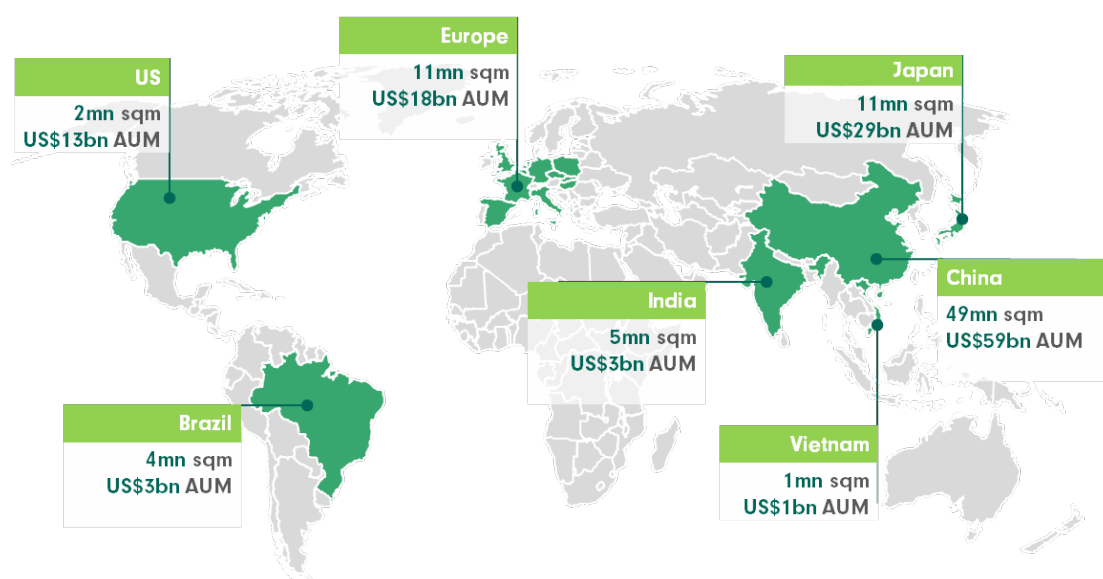 US
2mn sqm
US$13bn AUM
Europe
11mn sqm
US$18bn AUM
Japan
11mn sqm
US$29bn AUM
India
5mn sqm
US$3bn AUM
China
49mn sqm
US$59bn AUM
Brazil
4mn sqm
US$3bn AUM
Vietnam
1mn sqm
US$1bn AUM